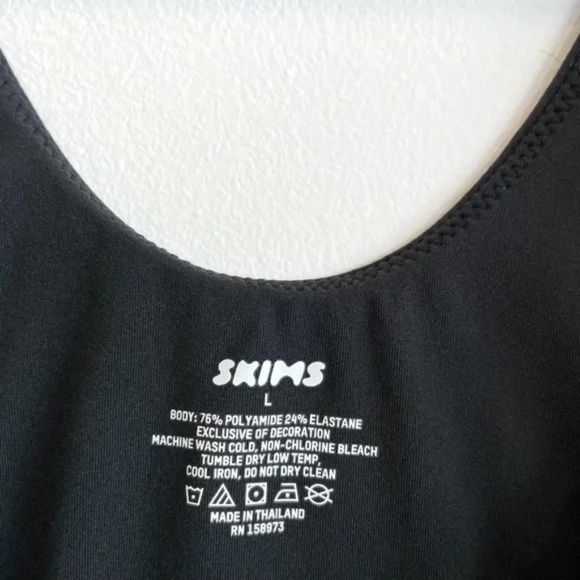 SKIMS
L
BODY: 76% POLYAMIDE 24% ELASTANE
EXCLUSIVE OF DECORATION
MACHINE WASH COLD, NON-CHLORINE BLEACH
TUMBLE DRY LOW TEMP,
COOL IRON, DO NOT DRY CLEAN
MADE IN THAILAND
RN 158973